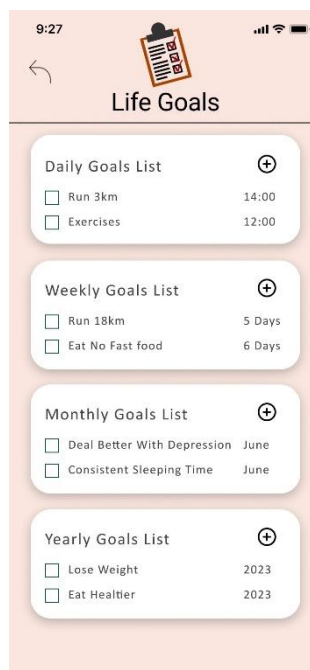 9:27
Life Goals
Daily Goals List
Run 3km 14:00
Exercises 12:00
Weekly Goals List
Run 18km 5 Days
Eat No Fast food 6 Days
Monthly Goals List
Deal Better With Depression June
Consistent Sleeping Time June
Yearly Goals List
Lose Weight 2023
Eat Healtier 2023